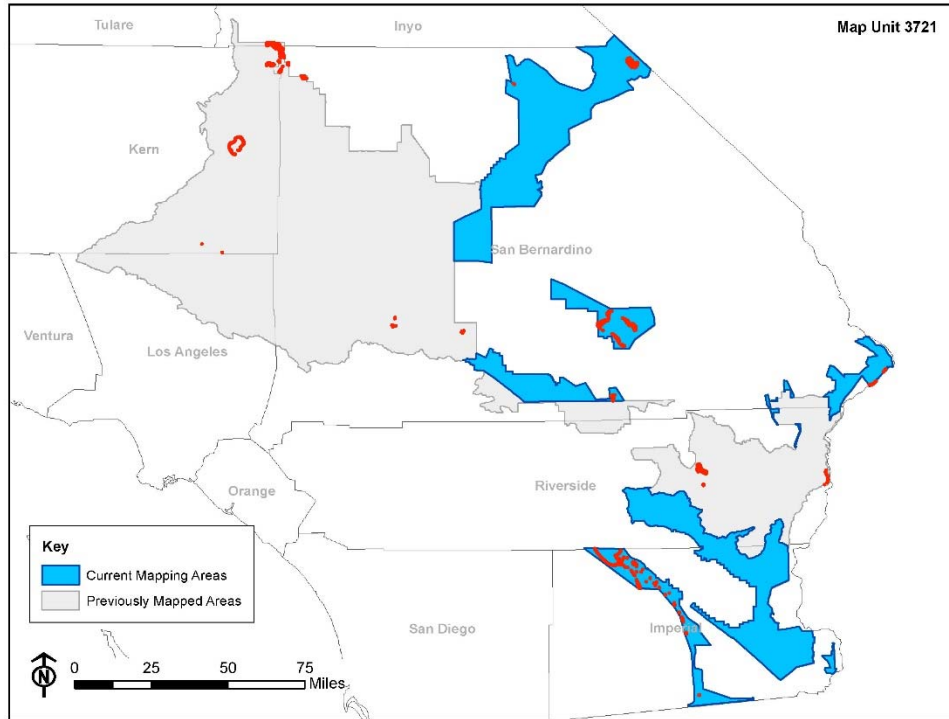 Tulare
Inyo
Map Unit 3721
Kern
San Bernardino
Ventura
Los Angeles
Orange
Riverside
Key
Current Mapping Areas
Previously Mapped Areas
San Diego
Imperial
N
0 25 50 75
Miles